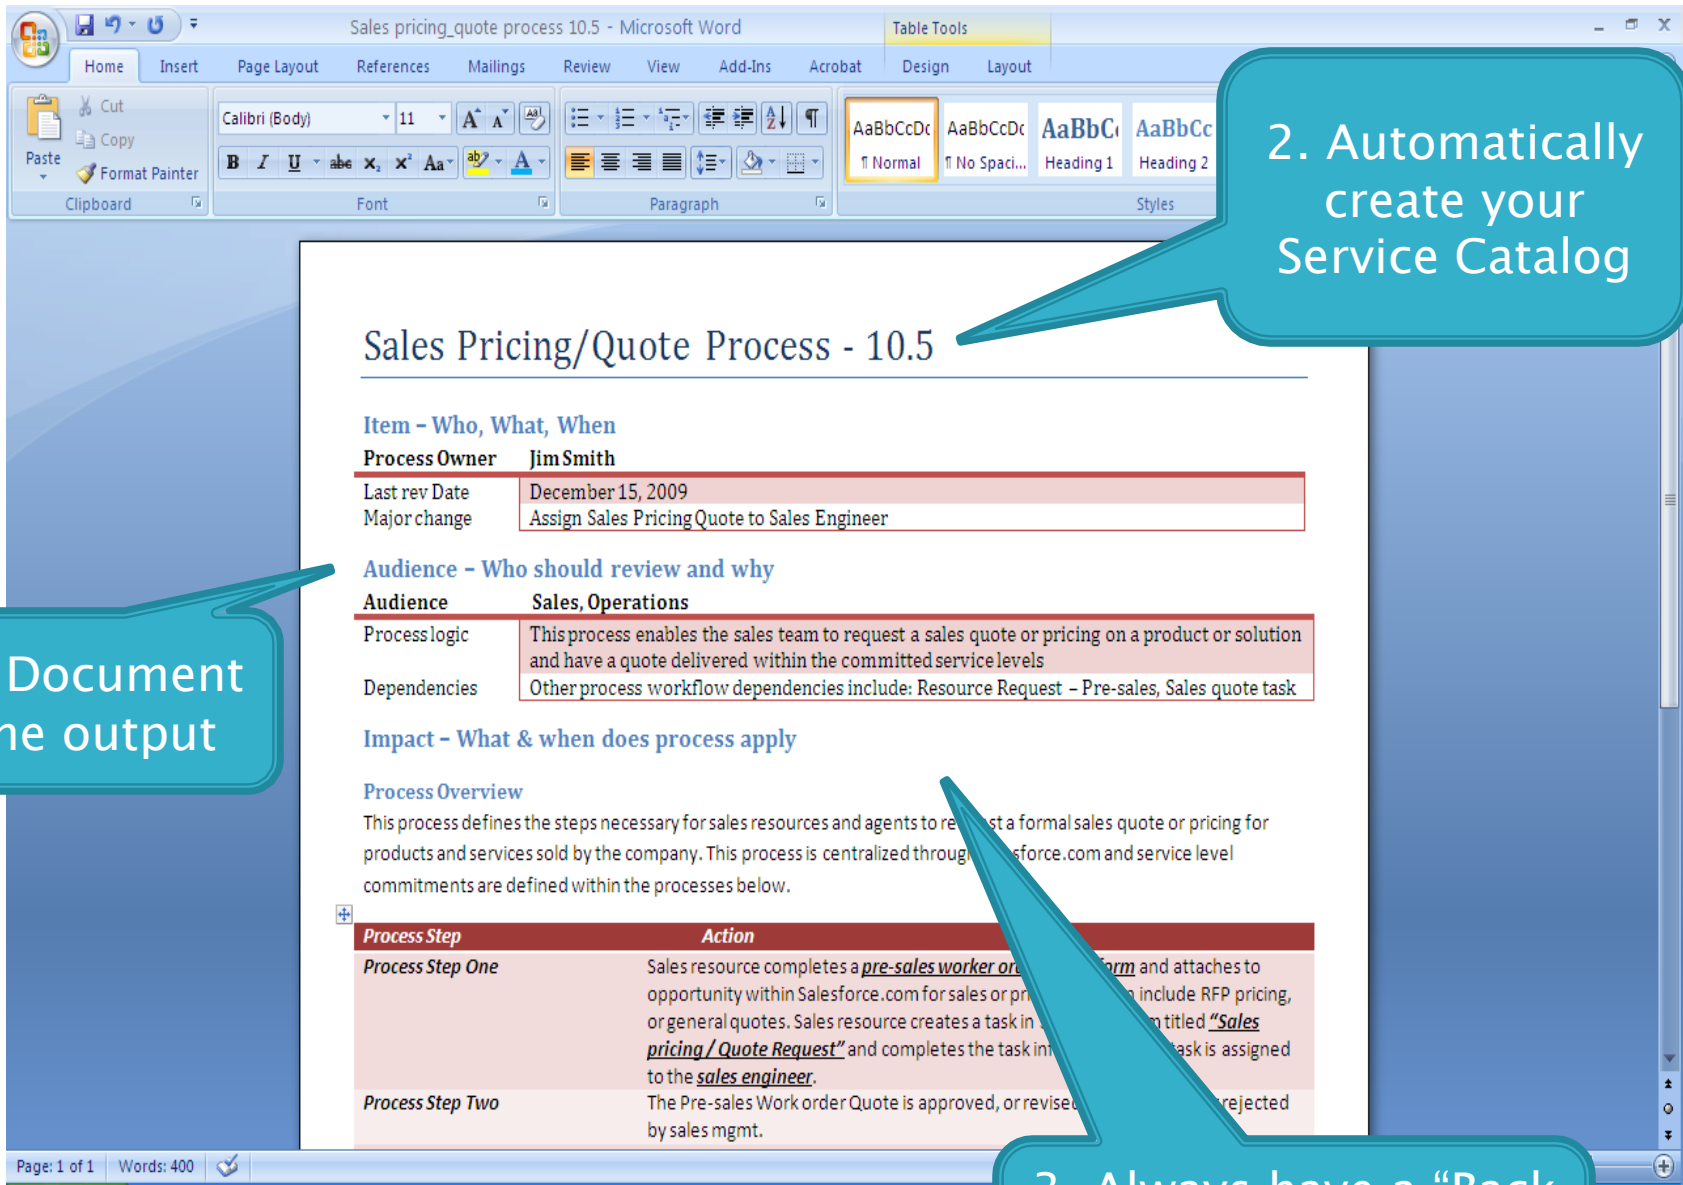 Sales pricing_quote process 10.5 - Microsoft Word
Table Tools
Home Insert Page Layout References Mailings Review View Add-Ins Acrobat Design Layout
Paste
Cut
Copy
Format Painter
Clipboard
Calibri (Body) 11
Font
Paragraph
AaBbCcDc AaBbCcDc AaBbC AaBbCc
¶ Normal ¶ No Spaci... Heading 1 Heading 2
Styles
2. Automatically
create your
Service Catalog
Sales Pricing/Quote Process - 10.5
Item – Who, What, When
Process Owner Jim Smith
Last rev Date December 15, 2009
Major change Assign Sales Pricing Quote to Sales Engineer
Audience – Who should review and why
Audience Sales, Operations
Process logic This process enables the sales team to request a sales quote or pricing on a product or solution
and have a quote delivered within the committed service levels
Dependencies Other process workflow dependencies include: Resource Request – Pre-sales, Sales quote task
Document
output
Impact – What & when does process apply
Process Overview
This process defines the steps necessary for sales resources and agents to re st a formal sales quote or pricing for
products and services sold by the company. This process is centralized throug sforce.com and service level
commitments are defined within the processes below.
Process Step Action
Process Step One Sales resource completes a pre-sales worker or rm and attaches to
opportunity within Salesforce.com for sales or pr include RFP pricing,
or general quotes. Sales resource creates a task in titled “Sales
pricing / Quote Request” and completes the task in task is assigned
to the sales engineer.
Process Step Two The Pre-sales Work order Quote is approved, or revise rejected
by sales mgmt.
3. Always have a “Back
Page: 1 of 1 Words: 400